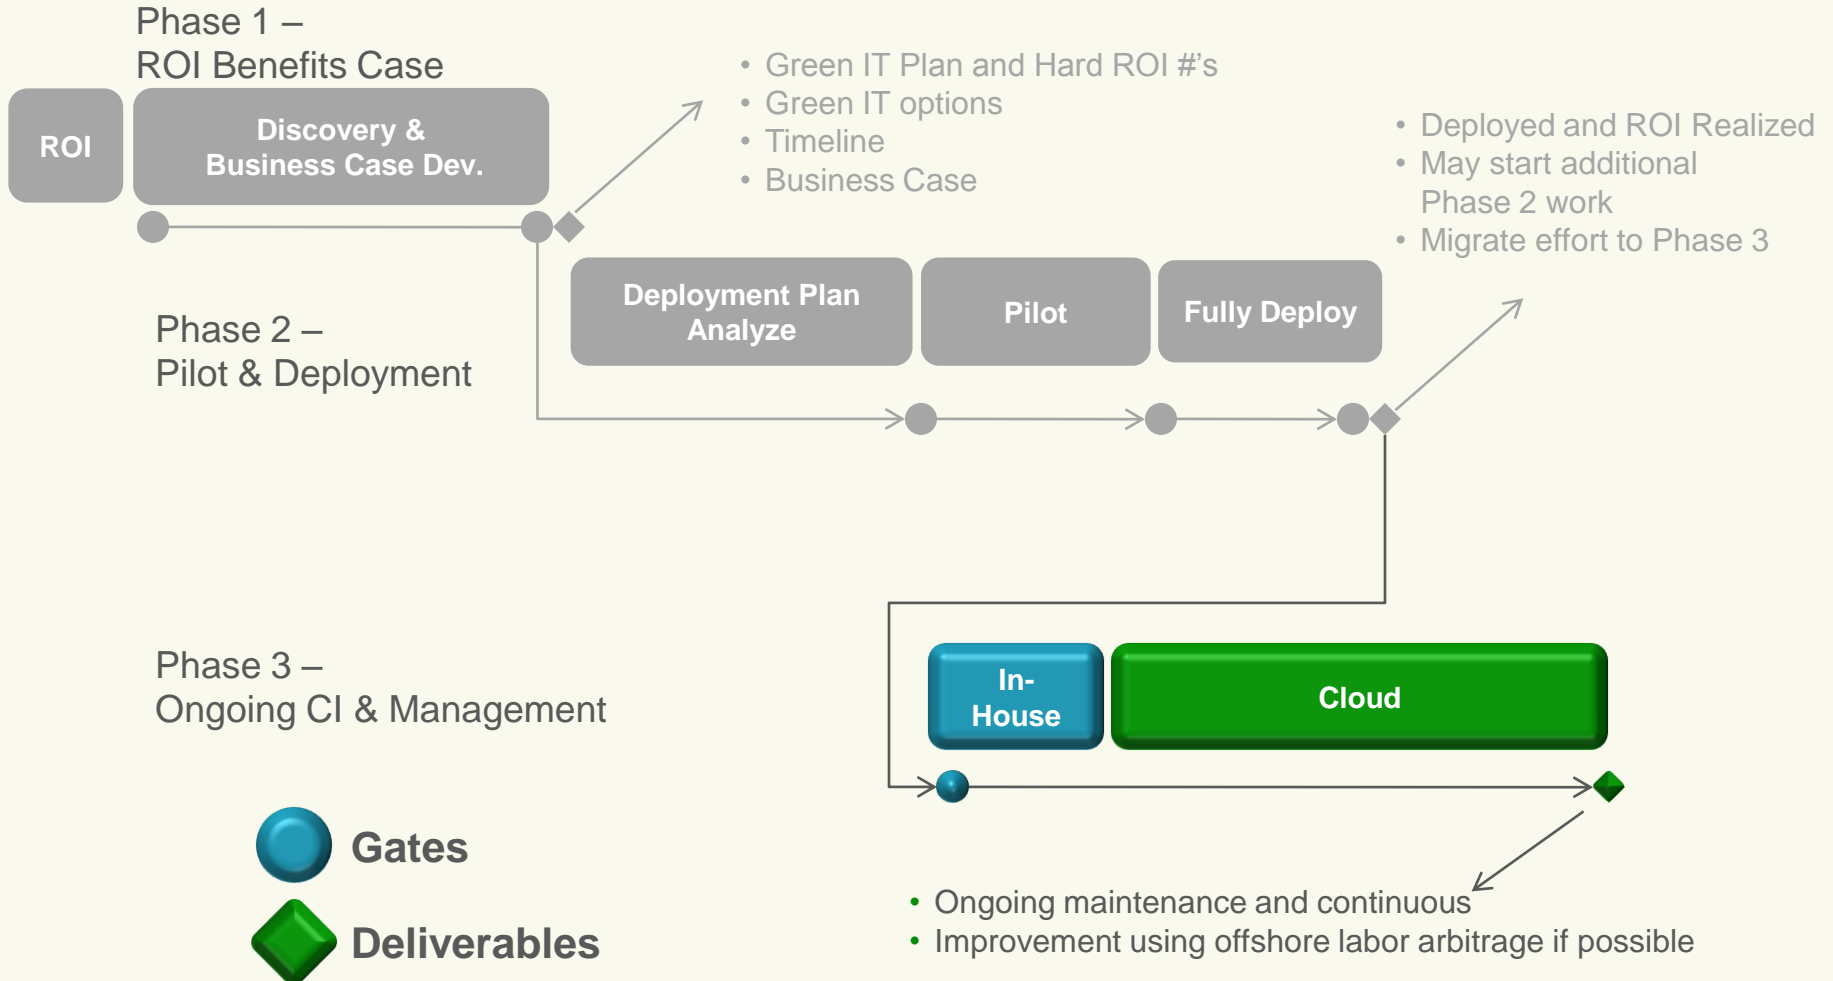 Phase 1 –
ROI Benefits Case
ROI
Discovery &
Business Case Dev.
• Green IT Plan and Hard ROI #'s
• Green IT options
• Timeline
• Business Case
• Deployed and ROI Realized
• May start additional
Phase 2 work
• Migrate effort to Phase 3
Phase 2 –
Pilot & Deployment
Deployment Plan
Analyze
Pilot
Fully Deploy
Phase 3 –
Ongoing CI & Management
In-
House
Cloud
Gates
Deliverables
• Ongoing maintenance and continuous
• Improvement using offshore labor arbitrage if possible